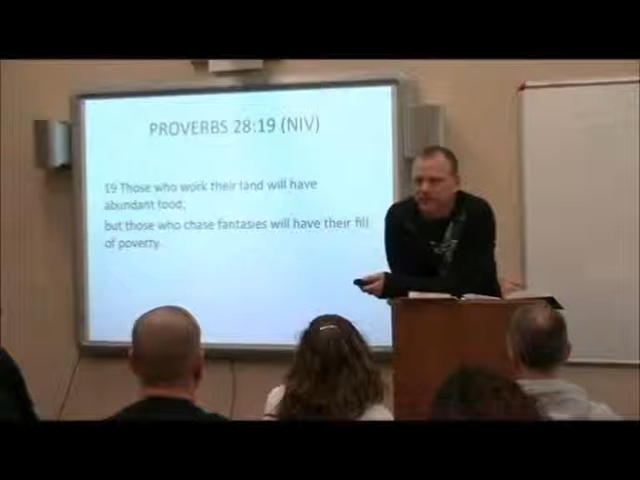 PROVERBS 28:19 (NIV)
19 Those who work their land will have
abundant food,
but those who chase fantasies will have their fill
of poverty.